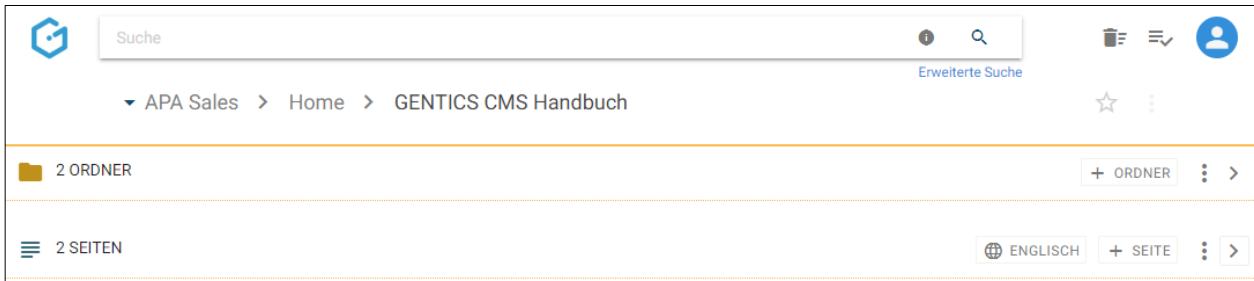 Suche
Erweiterte Suche
APA Sales > Home > GENTICS CMS Handbuch
2 ORDNER + ORDNER
2 SEITEN ENGLISCH + SEITE